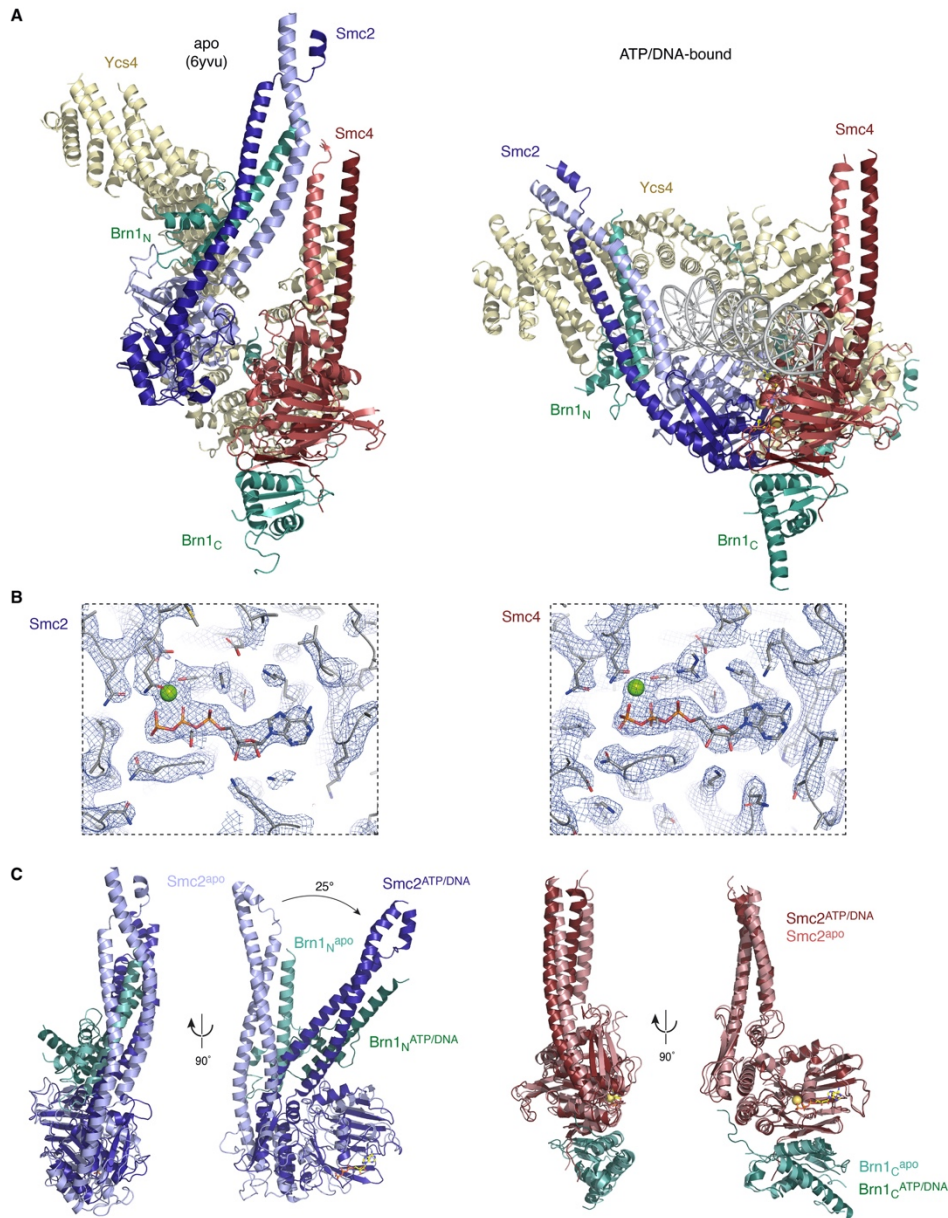 A
apo
(6yvu)
Smc2
ATP/DNA-bound
Ycs4
Smc4
Smc2
Ycs4
Smc4
Brn1N
Brn1N
Brn1C
Brn1C
B
Smc2
Smc4
C
Smc2apo
25°
Smc2ATP/DNA
Brn1Napo
Brn1NATP/DNA
90°
Smc2ATP/DNA
Smc2apo
90°
Brn1Capo
Brn1CATP/DNA